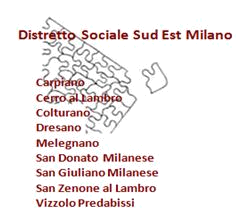 Distretto Sociale Sud Est Milano
Carpiano
Cerro al Lambro
Colturano
Dresano
Melegnano
San Donato Milanese
San Giuliano Milanese
San Zenone al Lambro
Vizzolo Predabissi